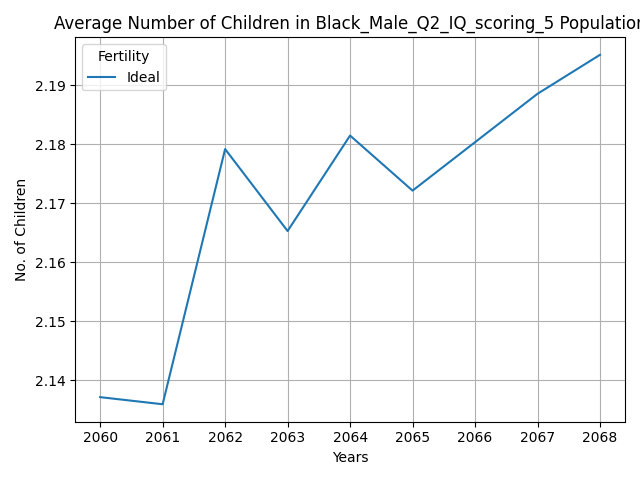 Average Number of Children in Black_Male_Q2_IQ_scoring_5 Population
Fertility
Ideal
2.19
2.18
2.17
2.16
2.15
2.14
No. of Children
2060 2061 2062 2063 2064 2065 2066 2067 2068
Years